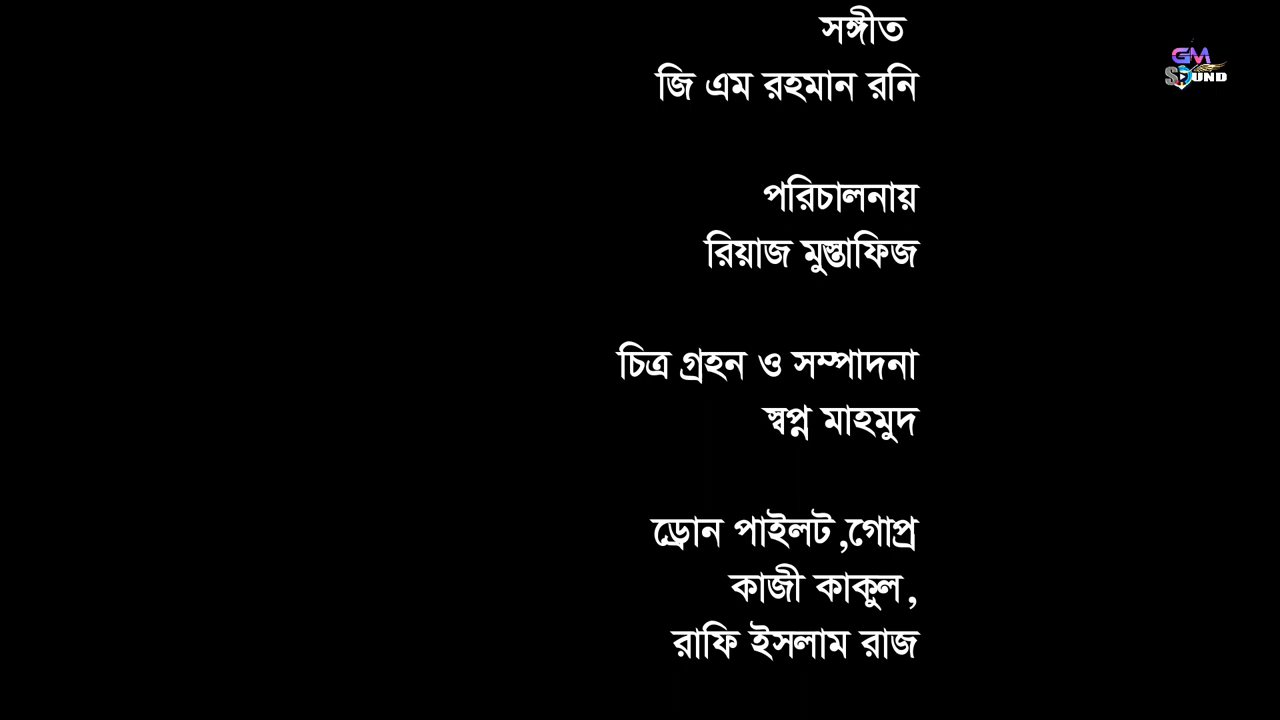 সঙ্গীত
জি এম রহমান রনি
পরিচালনায়
রিয়াজ মুস্তাফিজ
চিত্র গ্রহন ও সম্পাদনা
স্বপ্ন মাহমুদ
ড্রোন পাইলট,গোপ্র
কাজী কাকুল,
রাফি ইসলাম রাজ
GM
SOUND